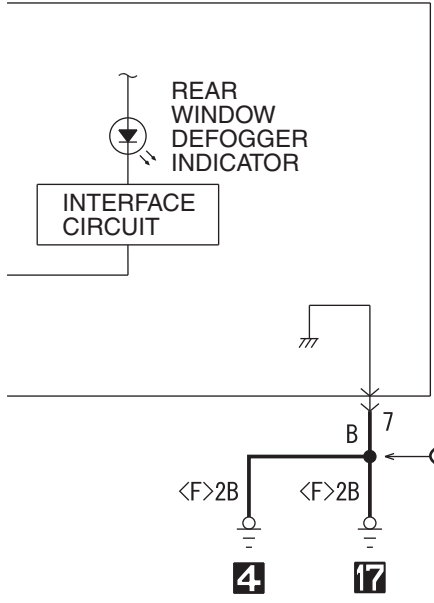 REAR
WINDOW
DEFOGGER
INDICATOR
INTERFACE
CIRCUIT
7
B
<F>2B <F>2B
4 17